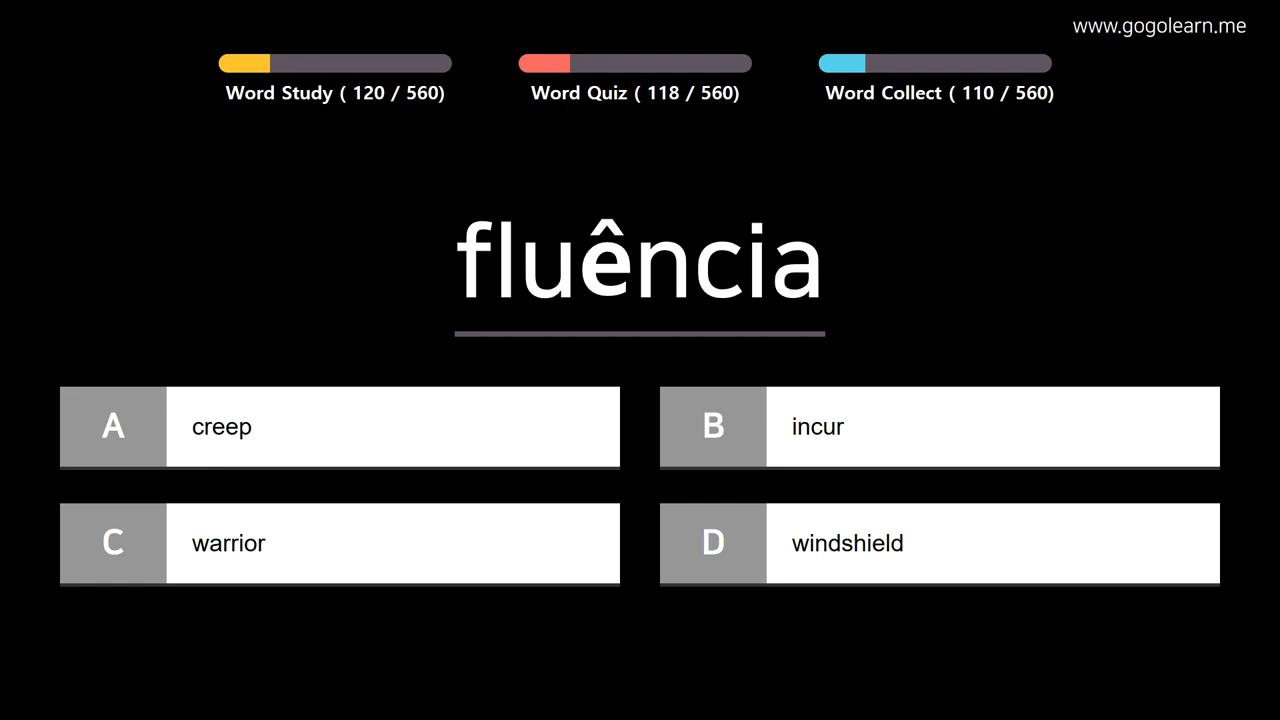 www.gogolearn.me
Word Study ( 120 / 560)
Word Quiz ( 118 / 560)
Word Collect ( 110 / 560)
fluência
A creep
B incur
C warrior
D windshield